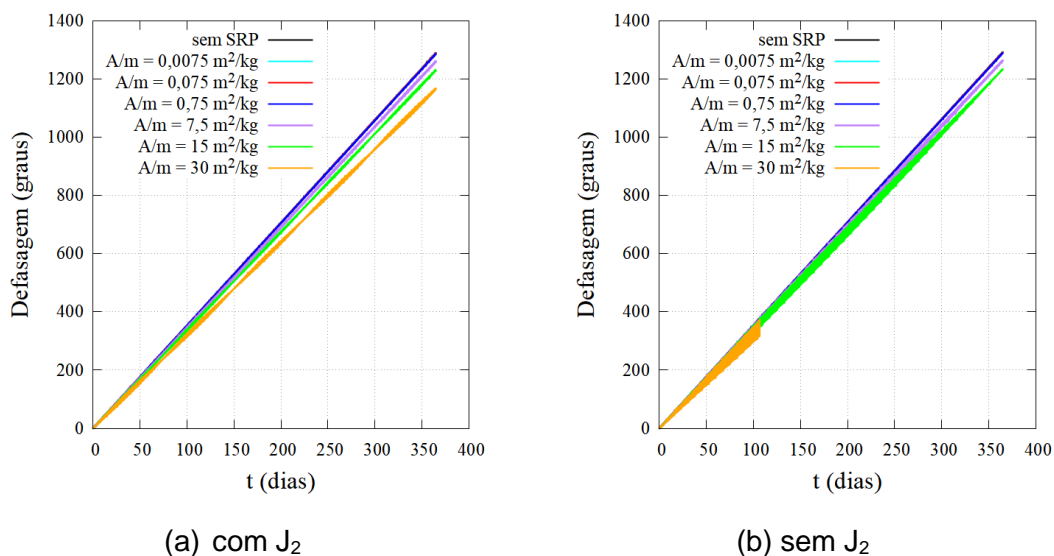 Defasagem (graus)
1400
1200
1000
800
600
400
200
0
sem SRP
A/m = 0,0075 m²/kg
A/m = 0,075 m²/kg
A/m = 0,75 m²/kg
A/m = 7,5 m²/kg
A/m = 15 m²/kg
A/m = 30 m²/kg
0 50 100 150 200 250 300 350 400
t (dias)
(a) com J₂
Defasagem (graus)
1400
1200
1000
800
600
400
200
0
sem SRP
A/m = 0,0075 m²/kg
A/m = 0,075 m²/kg
A/m = 0,75 m²/kg
A/m = 7,5 m²/kg
A/m = 15 m²/kg
A/m = 30 m²/kg
0 50 100 150 200 250 300 350 400
t (dias)
(b) sem J₂